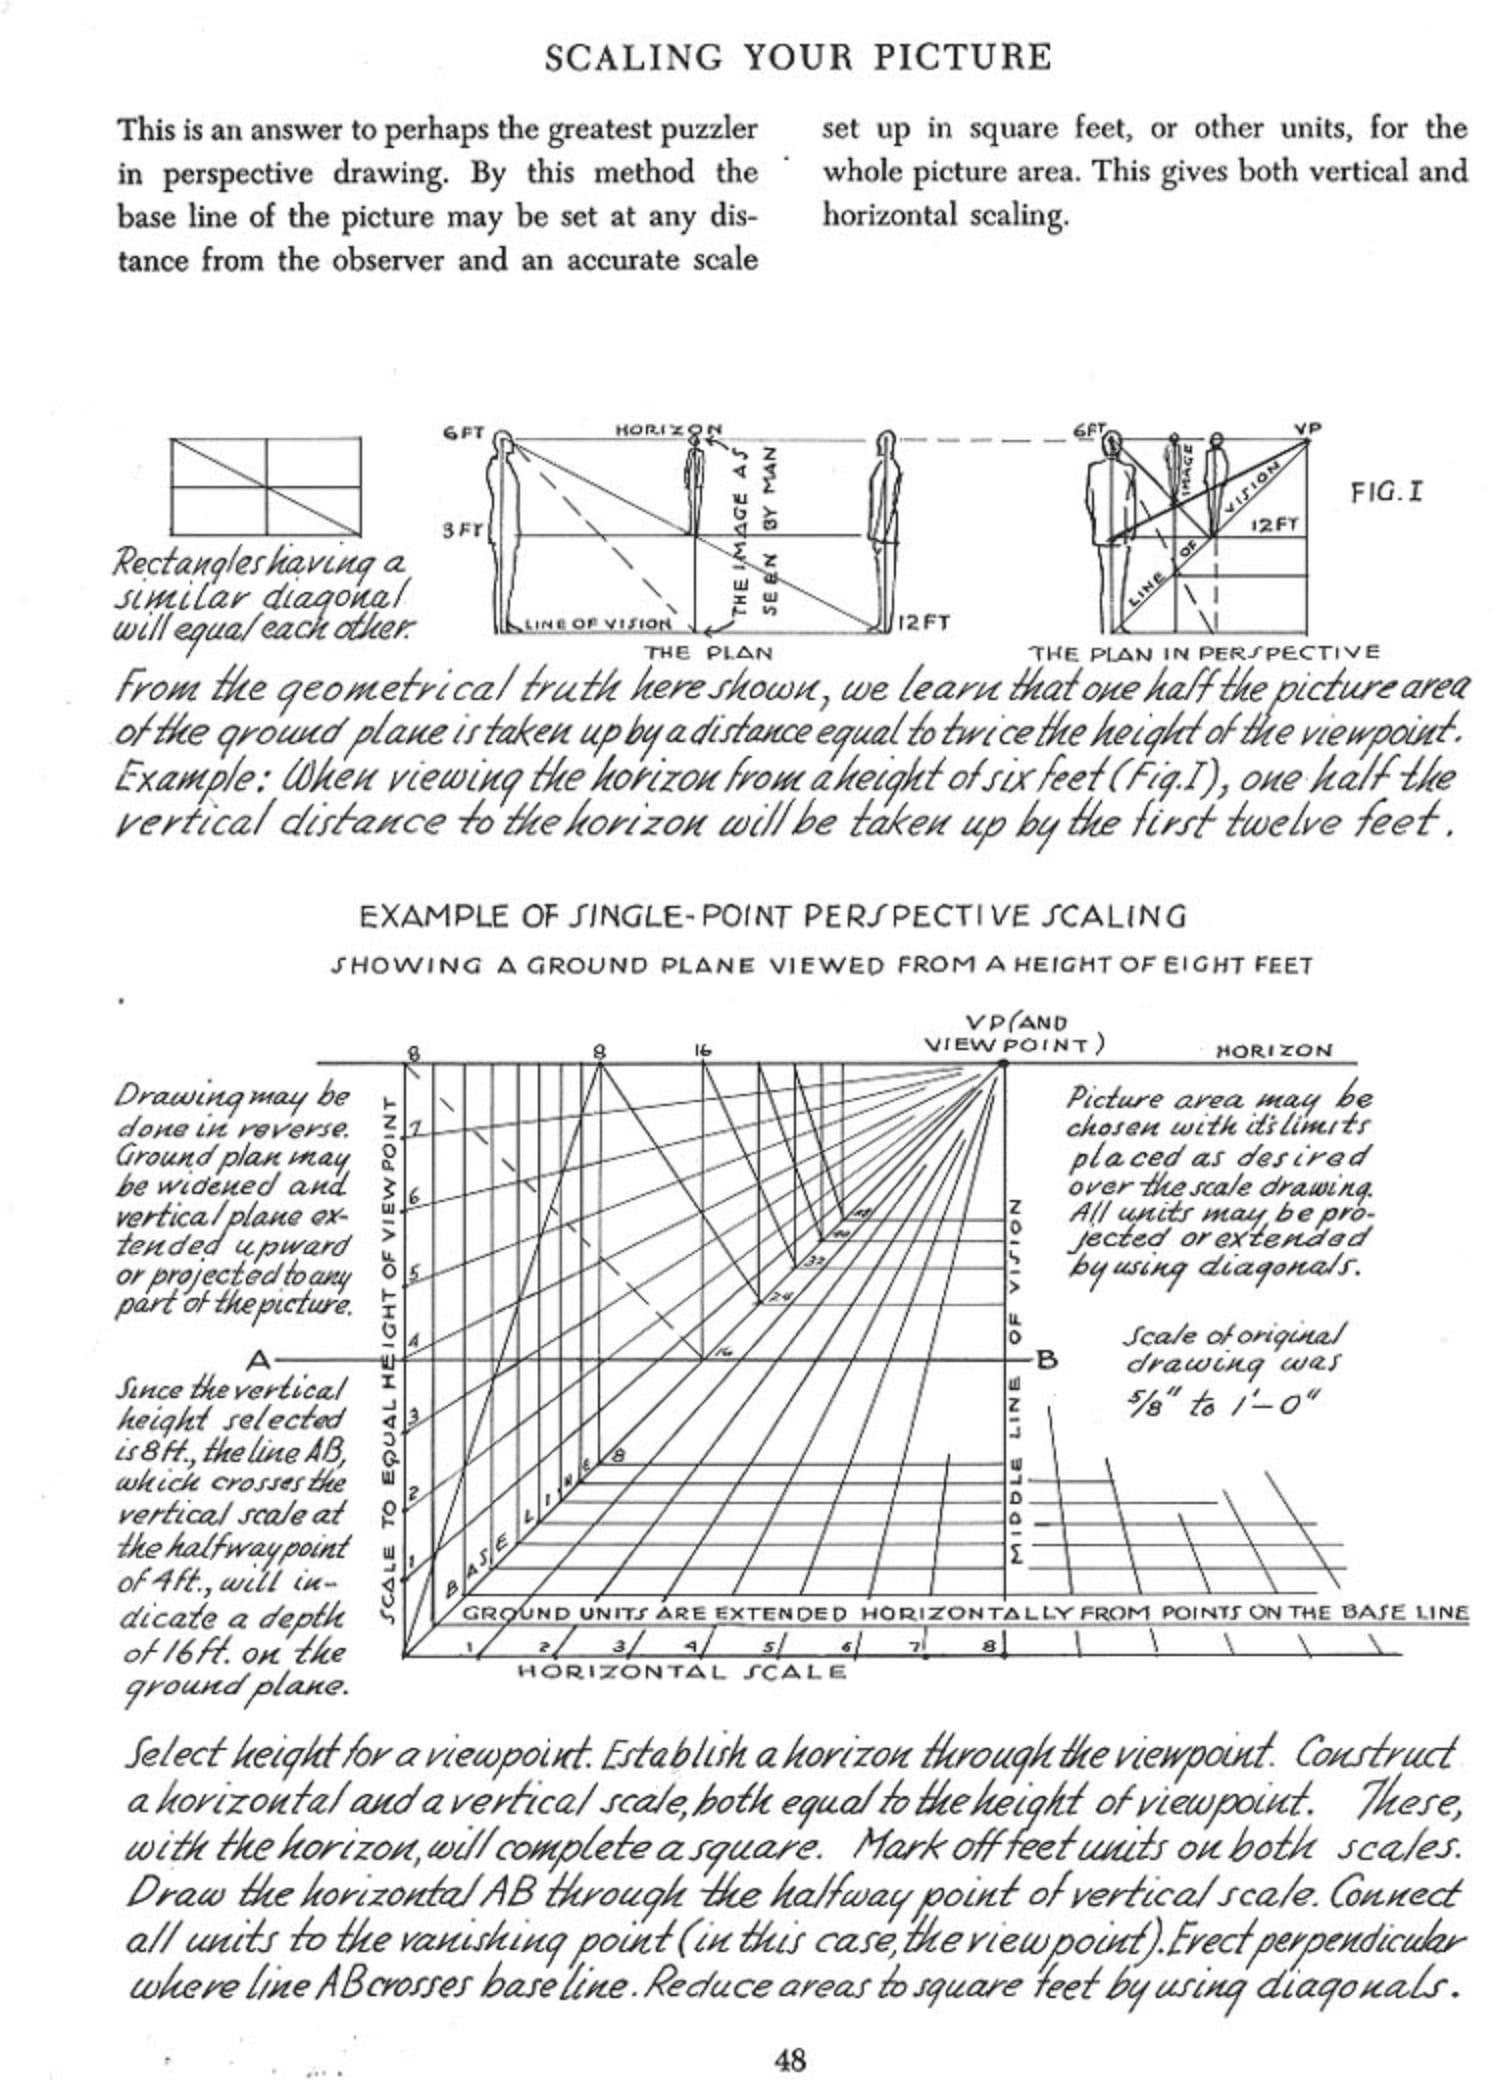 SCALING YOUR PICTURE
This is an answer to perhaps the greatest puzzler
in perspective drawing. By this method the
base line of the picture may be set at any dis-
tance from the observer and an accurate scale
set up in square feet, or other units, for the
whole picture area. This gives both vertical and
horizontal scaling.
Rectangles having a
similar diagonal
will equal each other.
6FT
HORIZON
3FT
THE IMAGE AS
SEEN BY MAN
LINE OF VISION
12FT
THE PLAN
6FT
VP
IMAGE
LINE OF VISION
12FT
THE PLAN IN PERSPECTIVE
FIG. I
From the geometrical truth here shown, we learn that one half the picture area
of the ground plane is taken up by a distance equal to twice the height of the viewpoint.
Example: When viewing the horizon from a height of six feet (Fig. I), one half the
vertical distance to the horizon will be taken up by the first twelve feet.
EXAMPLE OF SINGLE-POINT PERSPECTIVE SCALING
SHOWING A GROUND PLANE VIEWED FROM A HEIGHT OF EIGHT FEET
VP (AND
VIEWPOINT)
HORIZON
8
8
16
Drawing may be
done in reverse.
Ground plan may
be widened and
vertical plane ex-
tended upward
or projected to any
part of the picture.
A
Since the vertical
height selected
is 8 ft., the line AB,
which crosses the
vertical scale at
the halfway point
of 4 ft., will in-
dicate a depth
of 16 ft. on the
ground plane.
SCALE TO EQUAL HEIGHT OF VIEWPOINT
7
6
5
4
3
2
1
48
40
32
24
16
8
BASE LINE
MIDDLE LINE OF VISION
B
Picture area may be
chosen with it's limits
placed as desired
over the scale drawing.
All units may be pro-
jected or extended
by using diagonals.
Scale of original
drawing was
5/8" to 1'-0"
GROUND UNITS ARE EXTENDED HORIZONTALLY FROM POINTS ON THE BASE LINE
1 2 3 4 5 6 7 8
HORIZONTAL SCALE
Select height for a viewpoint. Establish a horizon through the viewpoint. Construct
a horizontal and a vertical scale, both equal to the height of viewpoint. These,
with the horizon, will complete a square. Mark off feet units on both scales.
Draw the horizontal AB through the halfway point of vertical scale. Connect
all units to the vanishing point (in this case, the viewpoint). Erect perpendicular
where line AB crosses base line. Reduce areas to square feet by using diagonals.
48